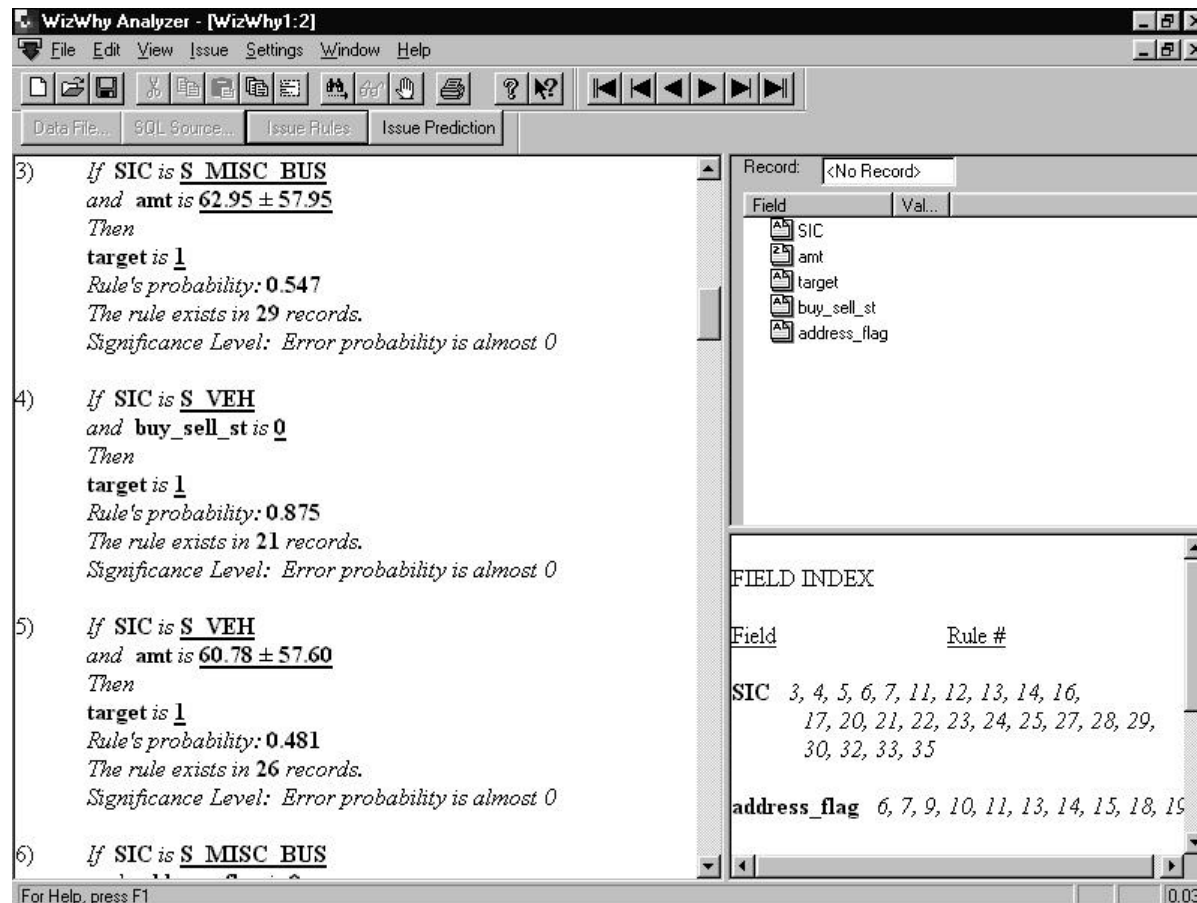 WizWhy Analyzer - [WizWhy1:2]
File Edit View Issue Settings Window Help
Data File... SQL Source... Issue Rules Issue Prediction
3) If SIC is S_MISC_BUS
and amt is 62.95 ± 57.95
Then
target is 1
Rule's probability: 0.547
The rule exists in 29 records.
Significance Level: Error probability is almost 0
4) If SIC is S_VEH
and buy_sell_st is 0
Then
target is 1
Rule's probability: 0.875
The rule exists in 21 records.
Significance Level: Error probability is almost 0
5) If SIC is S_VEH
and amt is 60.78 ± 57.60
Then
target is 1
Rule's probability: 0.481
The rule exists in 26 records.
Significance Level: Error probability is almost 0
6) If SIC is S_MISC_BUS
Record: <No Record>
Field Val...
SIC
amt
target
buy_sell_st
address_flag
FIELD INDEX
Field Rule #
SIC 3, 4, 5, 6, 7, 11, 12, 13, 14, 16,
17, 20, 21, 22, 23, 24, 25, 27, 28, 29,
30, 32, 33, 35
address_flag 6, 7, 9, 10, 11, 13, 14, 15, 18, 19
For Help, press F1
0.03